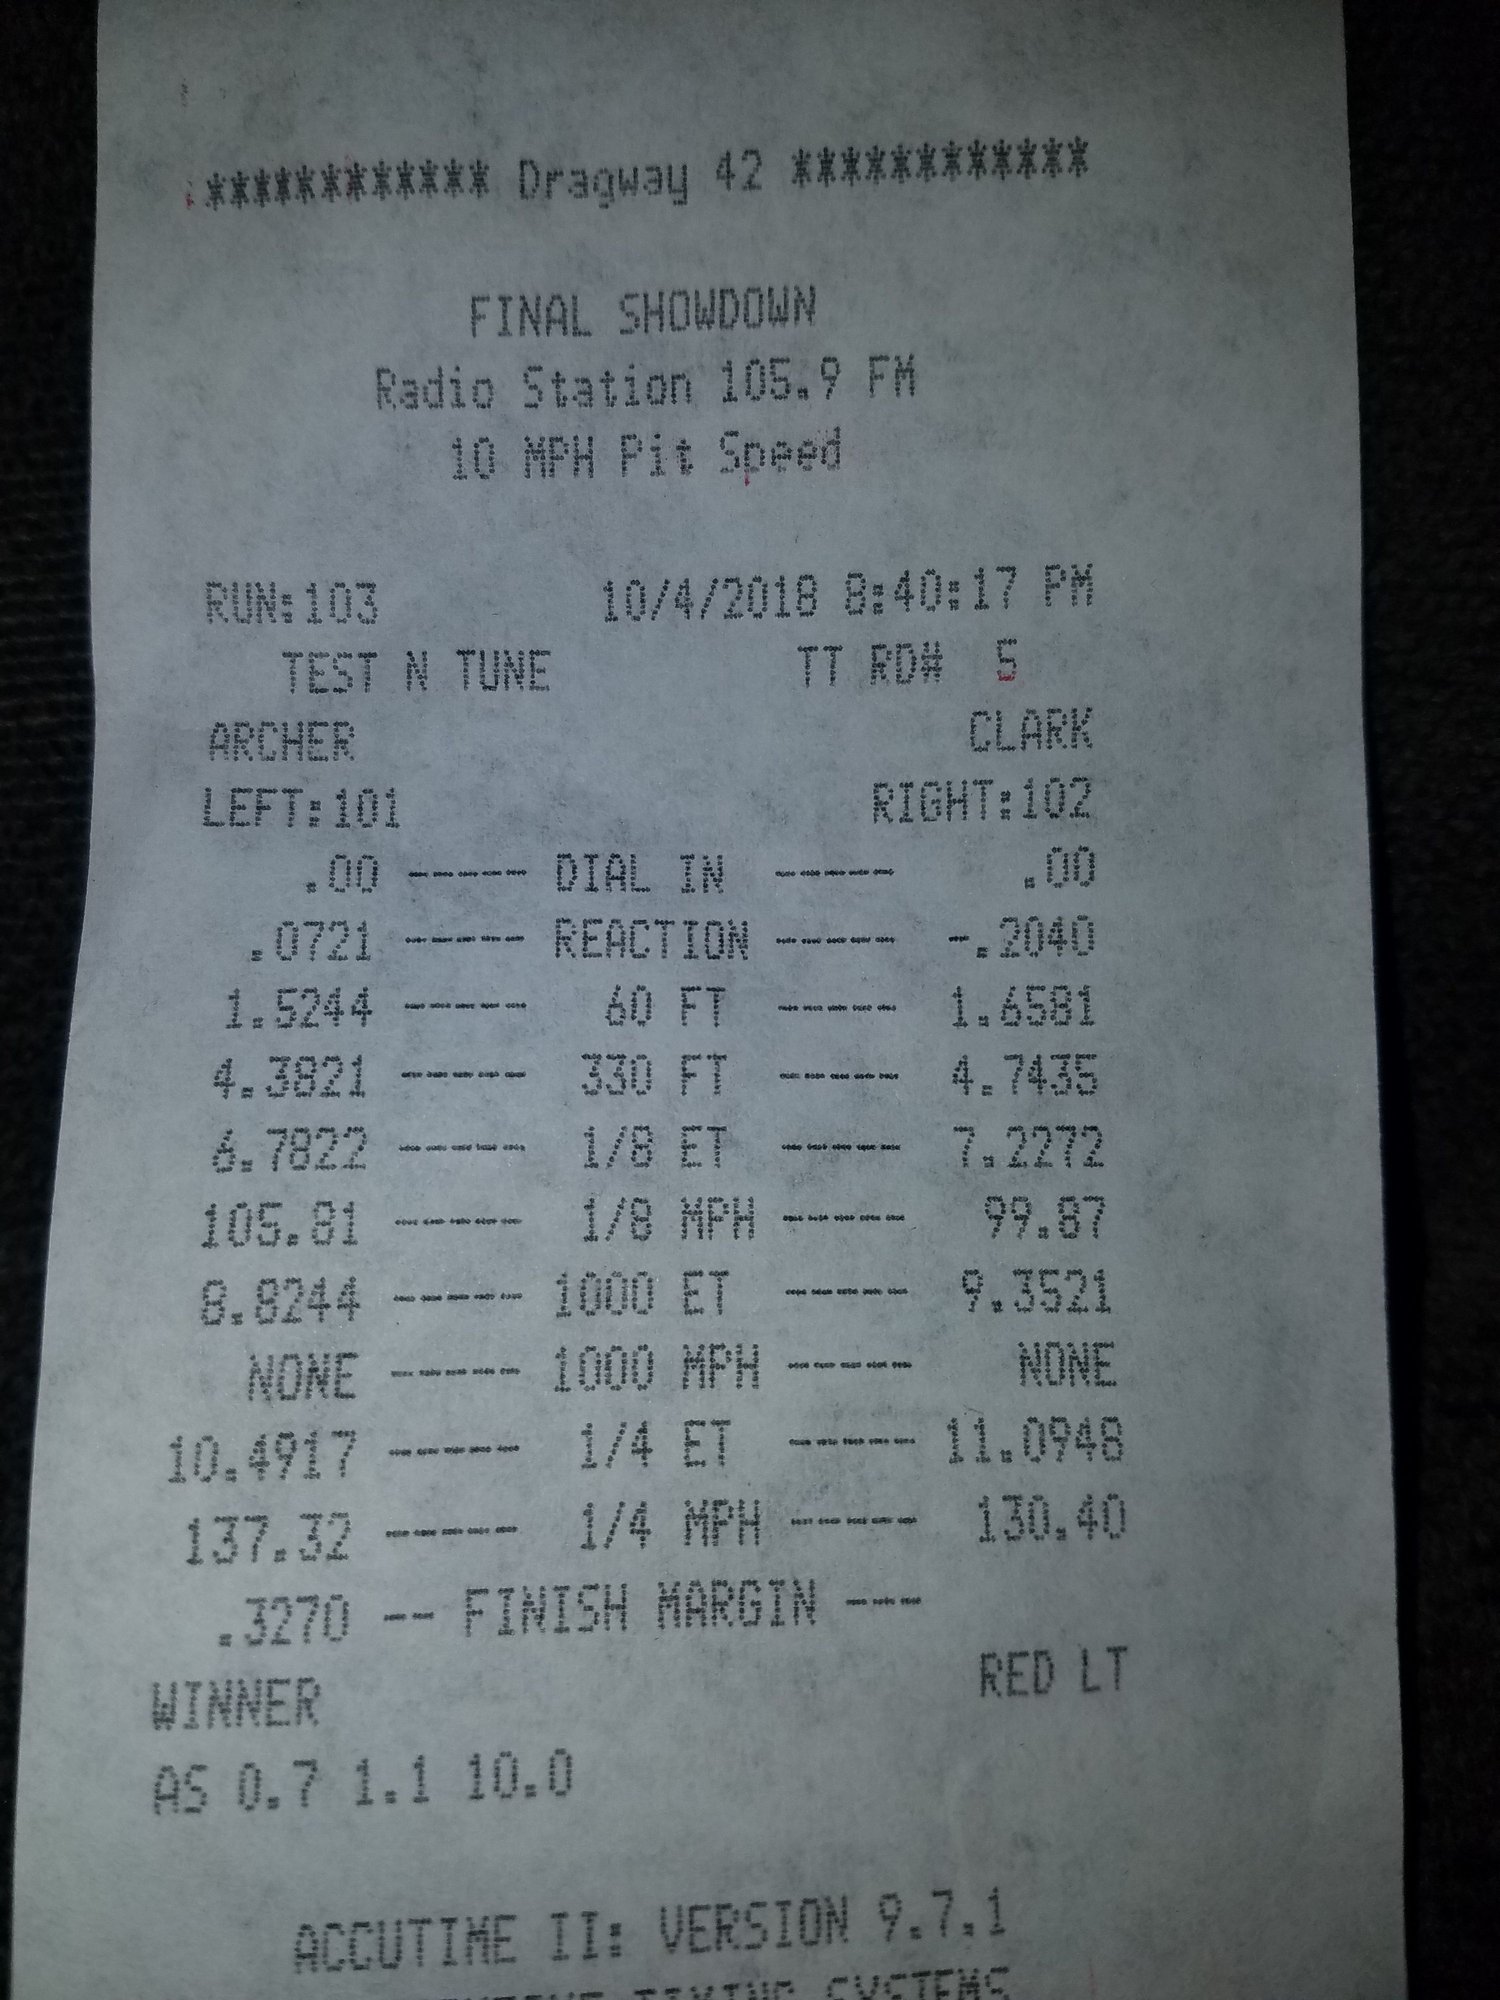 ************ Dragway 42 ************
FINAL SHOWDOWN
Radio Station 105.9 FM
10 MPH Pit Speed
RUN:103 10/4/2018 8:40:17 PM
TEST N TUNE TT RD# 5
ARCHER CLARK
LEFT:101 RIGHT:102
.00 ----- DIAL IN ----- .00
.0721 ----- REACTION ----- -.2040
1.5244 ----- 60 FT ----- 1.6581
4.3821 ----- 330 FT ----- 4.7435
6.7822 ----- 1/8 ET ----- 7.2272
105.81 ----- 1/8 MPH ----- 99.87
8.8244 ----- 1000 ET ----- 9.3521
NONE ----- 1000 MPH ----- NONE
10.4917 ----- 1/4 ET ----- 11.0948
137.32 ----- 1/4 MPH ----- 130.40
.3270 -- FINISH MARGIN ---
WINNER RED LT
AS 0.7 1.1 10.0
ACCUTIME II: VERSION 9.7.1
TIMING SYSTEMS